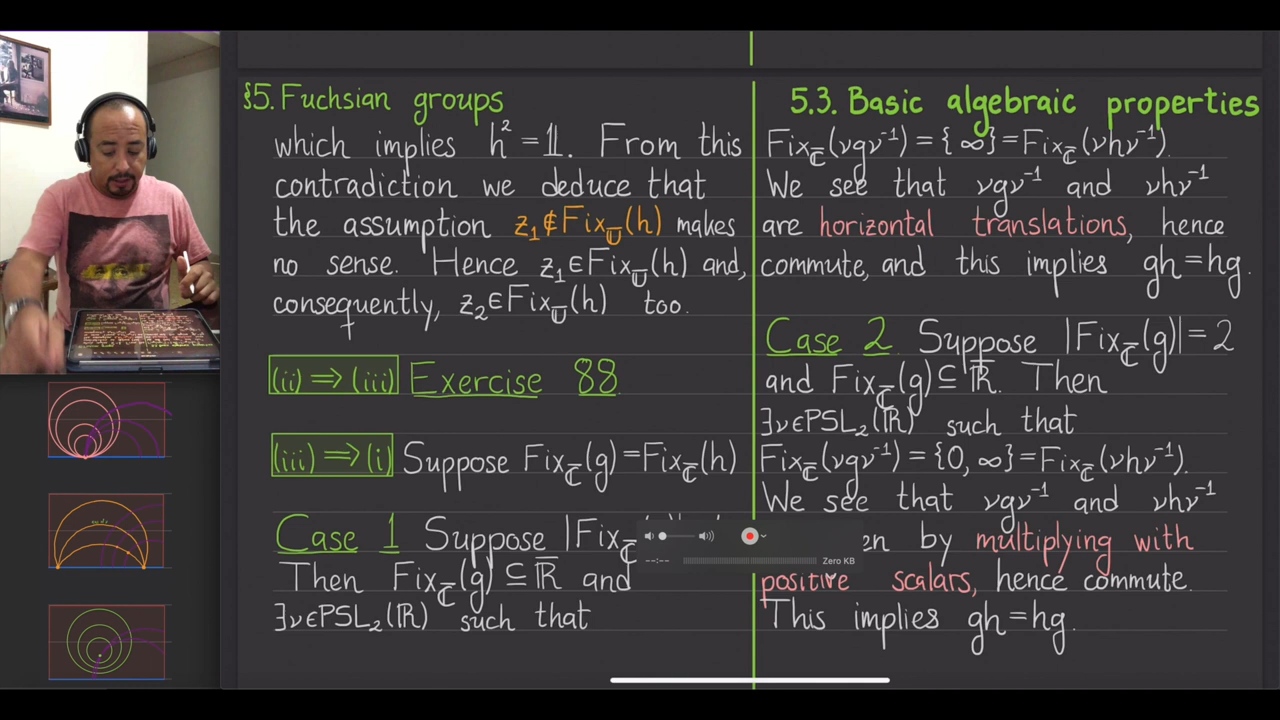 §5. Fuchsian groups
which implies h² = 𝟙. From this
contradiction we deduce that
the assumption z₁∉Fix_U̅(h) makes
no sense. Hence z₁∈Fix_U̅(h) and,
consequently, z₂∈Fix_U̅(h) too.
(ii) ⟹ (iii) Exercise 88
(iii) ⟹ (i) Suppose Fix_C̅(g)=Fix_C̅(h)
Case 1 Suppose |Fix
Then Fix_C̅(g) ⊆ R̅ and
∃ν∈PSL₂(ℝ) such that
5.3. Basic algebraic properties
Fix_C̅(νgν⁻¹) = {∞} = Fix_C̅(νhν⁻¹).
We see that νgν⁻¹ and νhν⁻¹
are horizontal translations, hence
commute, and this implies gh=hg.
Case 2 Suppose |Fix_C̅(g)| = 2
and Fix_C̅(g) ⊆ R̅. Then
∃ν∈PSL₂(ℝ) such that
Fix_C̅(νgν⁻¹) = {0, ∞} = Fix_C̅(νhν⁻¹).
We see that νgν⁻¹ and νhν⁻¹
en by multiplying with
positive scalars, hence commute.
This implies gh=hg.
--:--
Zero KB